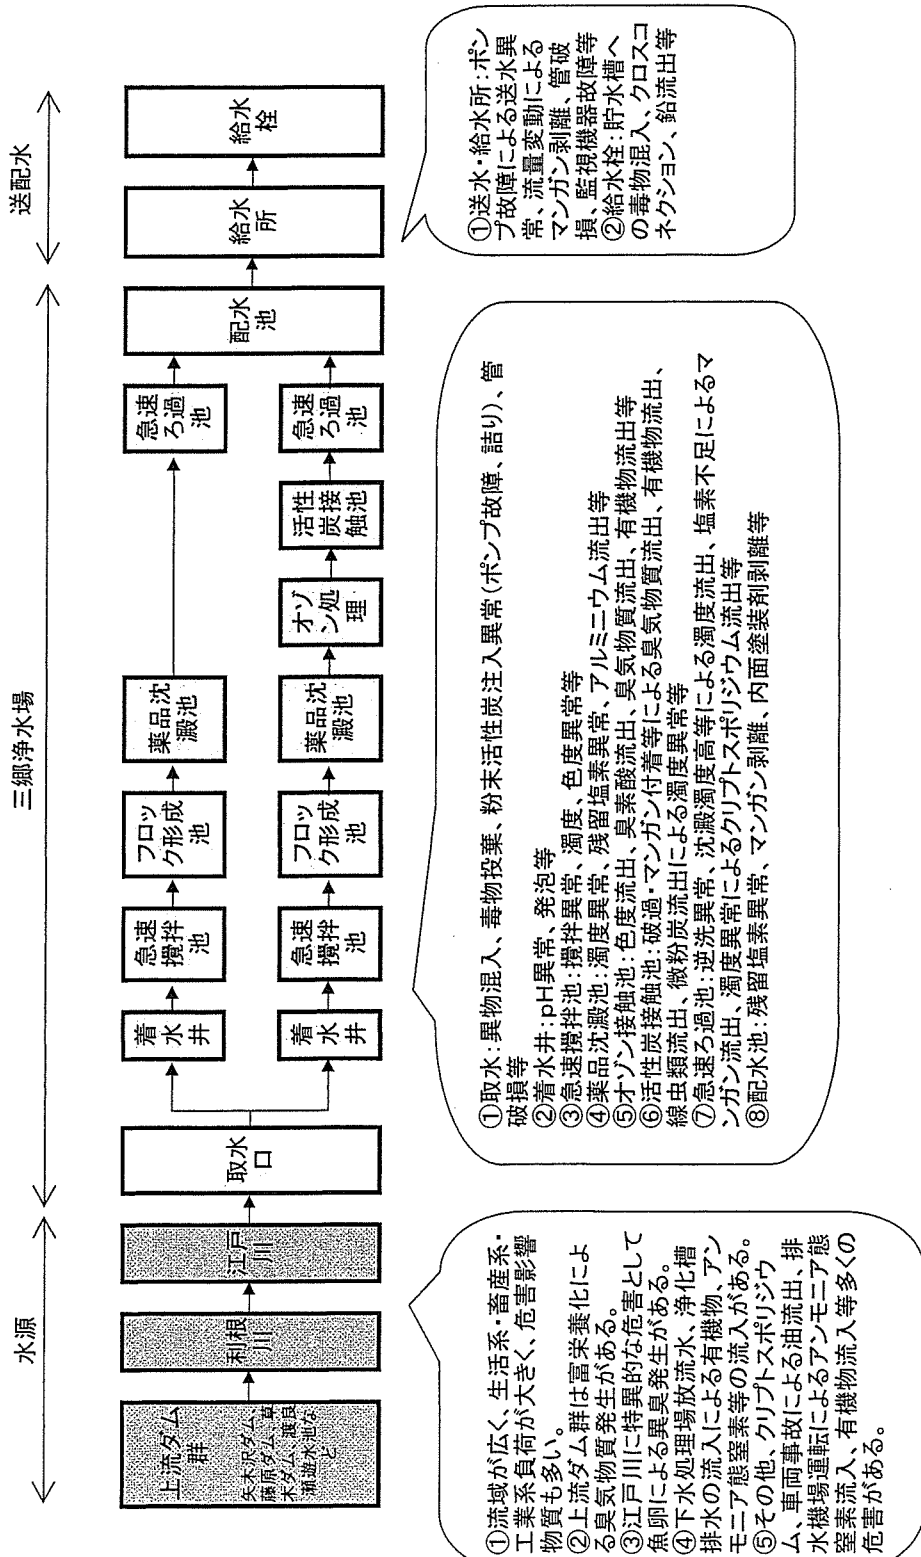 水源
三郷浄水場
送配水
上流ダム
群
矢木沢ダム、
藤原ダム、草
木ダム、渡良
瀬遊水池な
ど
利根
川
江戸
川
取水
口
着
水
井
急速
攪拌
池
フロッ
ク形成
池
薬品沈
澱池
急速
ろ過
池
着
水
井
急速
攪拌
池
フロッ
ク形成
池
薬品沈
澱池
オゾ
ン処
理
活性
炭接
触池
急速
ろ過
池
配水
池
給水
所
給水
栓
①流域が広く、生活系・畜産系・
工業系負荷が大きく、危害影響
物質も多い。
②上流ダム群は富栄養化によ
る臭気物質発生がある。
③江戸川に特異的な危害として
魚卵による異臭発生がある。
④下水処理場放流水、浄化槽
排水の流入による有機物、アン
モニア態窒素等の流入がある。
⑤その他、クリプトスポリジウ
ム、車両事故による油流出、排
水機場運転によるアンモニア態
窒素流入、有機物流入等多くの
危害がある。
①取水:異物混入、毒物投棄、粉末活性炭注入異常(ポンプ故障、詰り)、管
破損等
②着水井:pH異常、発泡等
③急速攪拌池:攪拌異常、濁度、色度異常等
④薬品沈澱池:濁度異常、残留塩素異常、アルミニウム流出等
⑤オゾン接触池:色度流出、臭素酸流出、臭気物質流出、有機物流出等
⑥活性炭接触池:破過・マンガン付着等による臭気物質流出、有機物流出、
線虫類流出、微粉炭流出による濁度異常等
⑦急速ろ過池:逆洗異常、沈澱濁度高等による濁度流出、塩素不足によるマ
ンガン流出、濁度異常によるクリプトスポリジウム流出等
⑧配水池:残留塩素異常、マンガン剥離、内面塗装剤剥離等
①送水・給水所:ポン
プ故障による送水異
常、流量変動による
マンガン剥離、管破
損、監視機器故障等
②給水栓:貯水槽へ
の毒物混入、クロスコ
ネクション、鉛流出等